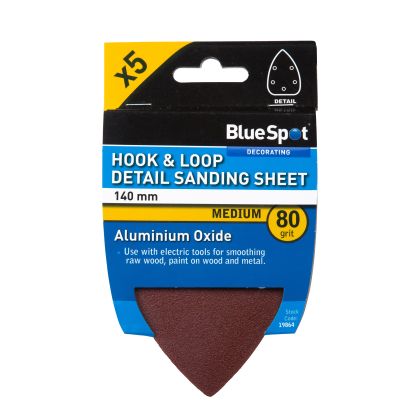 x5
DETAIL
BlueSpot
DECORATING
HOOK & LOOP
DETAIL SANDING SHEET
140 mm
MEDIUM 80
grit
Aluminium Oxide
• Use with electric tools for smoothing
raw wood, paint on wood and metal.
Stock
Code:
19864